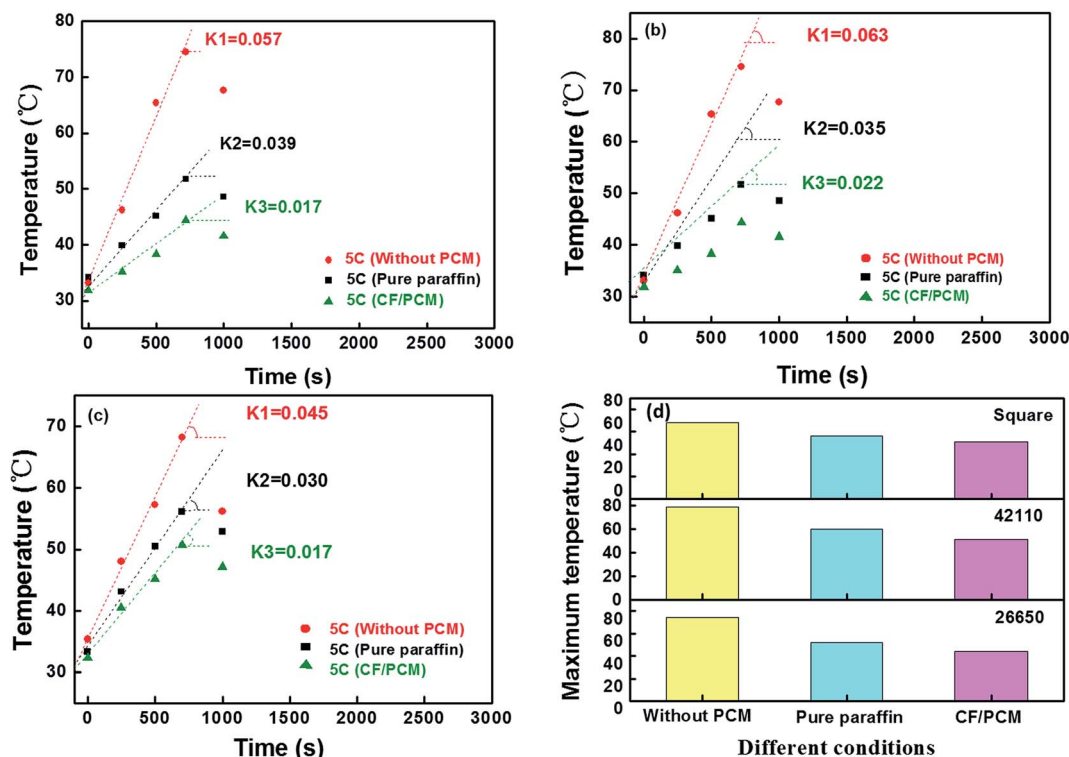 80
70
60
50
40
30
Temperature (℃)
K1=0.057
K2=0.039
K3=0.017
5C (Without PCM)
5C (Pure paraffin)
5C (CF/PCM)
0 500 1000 1500 2000 2500 3000
Time (s)
(b)
80
70
60
50
40
30
Temperature (℃)
K1=0.063
K2=0.035
K3=0.022
5C (Without PCM)
5C (Pure paraffin)
5C (CF/PCM)
0 500 1000 1500 2000 2500 3000
Time (s)
(c)
70
60
50
40
30
Temperature (℃)
K1=0.045
K2=0.030
K3=0.017
5C (Without PCM)
5C (Pure paraffin)
5C (CF/PCM)
0 500 1000 1500 2000 2500 3000
Time (s)
(d)
Maximum temperature (℃)
80
60
40
20
0
Square
80
60
40
20
0
42110
80
60
40
20
0
26650
Without PCM Pure paraffin CF/PCM
Different conditions